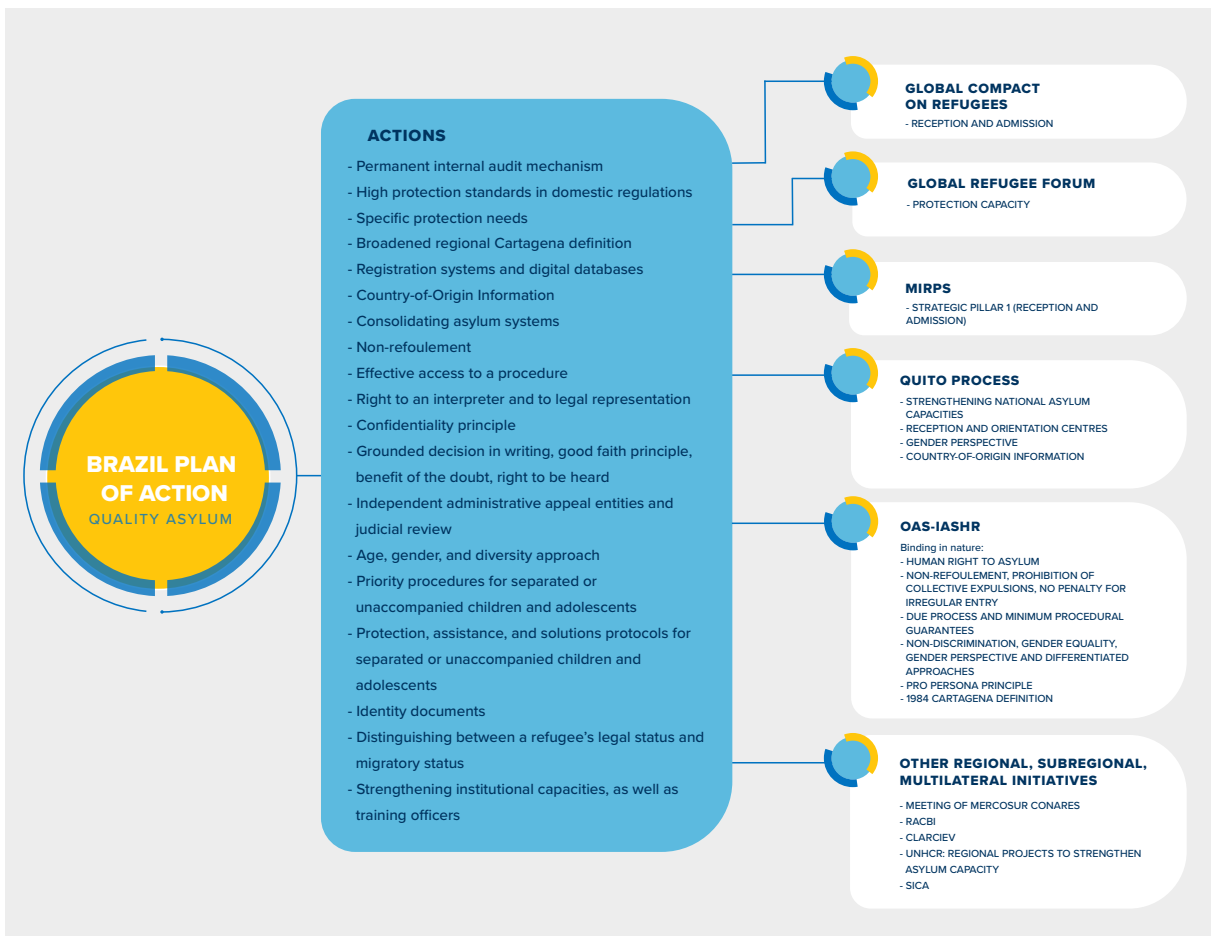 BRAZIL PLAN
OF ACTION
QUALITY ASYLUM
ACTIONS
- Permanent internal audit mechanism
- High protection standards in domestic regulations
- Specific protection needs
- Broadened regional Cartagena definition
- Registration systems and digital databases
- Country-of-Origin Information
- Consolidating asylum systems
- Non-refoulement
- Effective access to a procedure
- Right to an interpreter and to legal representation
- Confidentiality principle
- Grounded decision in writing, good faith principle,
benefit of the doubt, right to be heard
- Independent administrative appeal entities and
judicial review
- Age, gender, and diversity approach
- Priority procedures for separated or
unaccompanied children and adolescents
- Protection, assistance, and solutions protocols for
separated or unaccompanied children and
adolescents
- Identity documents
- Distinguishing between a refugee’s legal status and
migratory status
- Strengthening institutional capacities, as well as
training officers
GLOBAL COMPACT
ON REFUGEES
- RECEPTION AND ADMISSION
GLOBAL REFUGEE FORUM
- PROTECTION CAPACITY
MIRPS
- STRATEGIC PILLAR 1 (RECEPTION AND
ADMISSION)
QUITO PROCESS
- STRENGTHENING NATIONAL ASYLUM
CAPACITIES
- RECEPTION AND ORIENTATION CENTRES
- GENDER PERSPECTIVE
- COUNTRY-OF-ORIGIN INFORMATION
OAS-IASHR
Binding in nature:
- HUMAN RIGHT TO ASYLUM
- NON-REFOULEMENT, PROHIBITION OF
COLLECTIVE EXPULSIONS, NO PENALTY FOR
IRREGULAR ENTRY
- DUE PROCESS AND MINIMUM PROCEDURAL
GUARANTEES
- NON-DISCRIMINATION, GENDER EQUALITY,
GENDER PERSPECTIVE AND DIFFERENTIATED
APPROACHES
- PRO PERSONA PRINCIPLE
- 1984 CARTAGENA DEFINITION
OTHER REGIONAL, SUBREGIONAL,
MULTILATERAL INITIATIVES
- MEETING OF MERCOSUR CONARES
- RACBI
- CLARCIEV
- UNHCR: REGIONAL PROJECTS TO STRENGTHEN
ASYLUM CAPACITY
- SICA